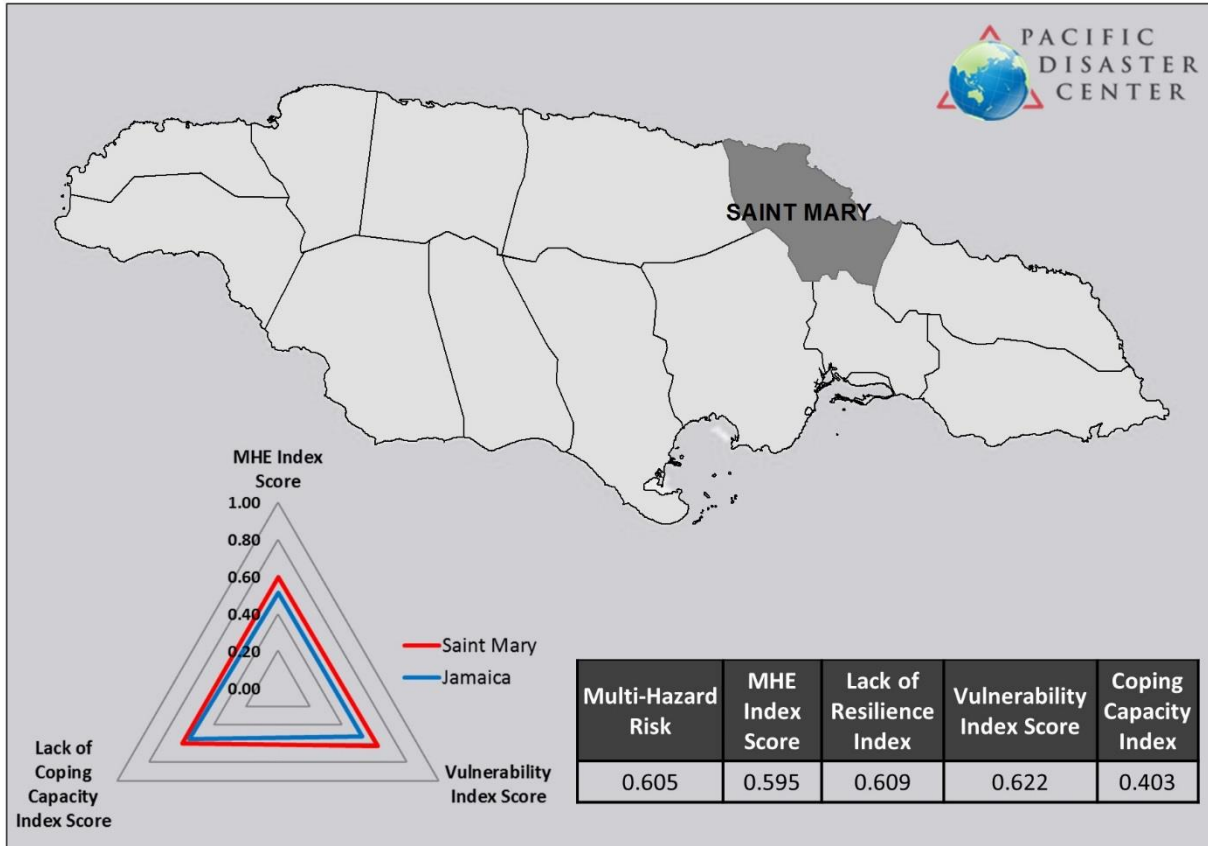 PACIFIC
DISASTER
CENTER
SAINT MARY
MHE Index
Score
1.00
0.80
0.60
0.40
0.20
0.00
Saint Mary
Jamaica
Lack of
Coping
Capacity
Index Score
Vulnerability
Index Score
Multi-Hazard
Risk
MHE
Index
Score
Lack of
Resilience
Index
Vulnerability
Index Score
Coping
Capacity
Index
0.605
0.595
0.609
0.622
0.403